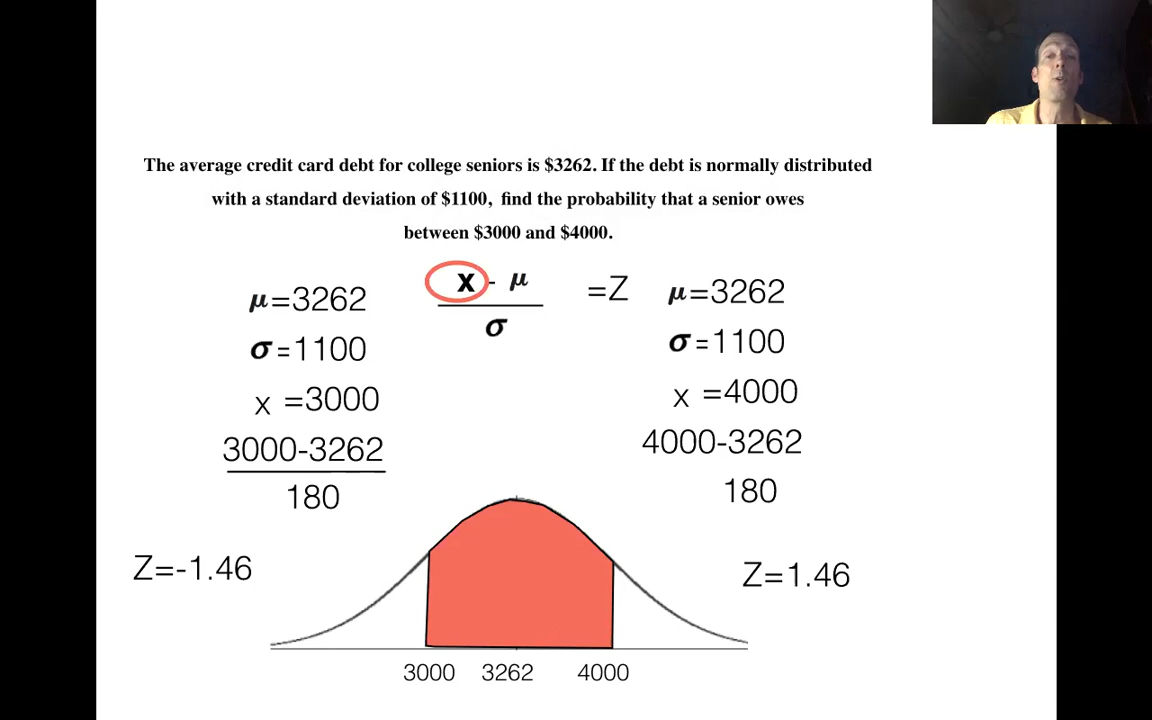 The average credit card debt for college seniors is $3262. If the debt is normally distributed
with a standard deviation of $1100, find the probability that a senior owes
between $3000 and $4000.
x - μ
σ
=Z
μ=3262
σ=1100
x =3000
3000-3262
180
Z=-1.46
μ=3262
σ=1100
x =4000
4000-3262
180
Z=1.46
3000 3262 4000